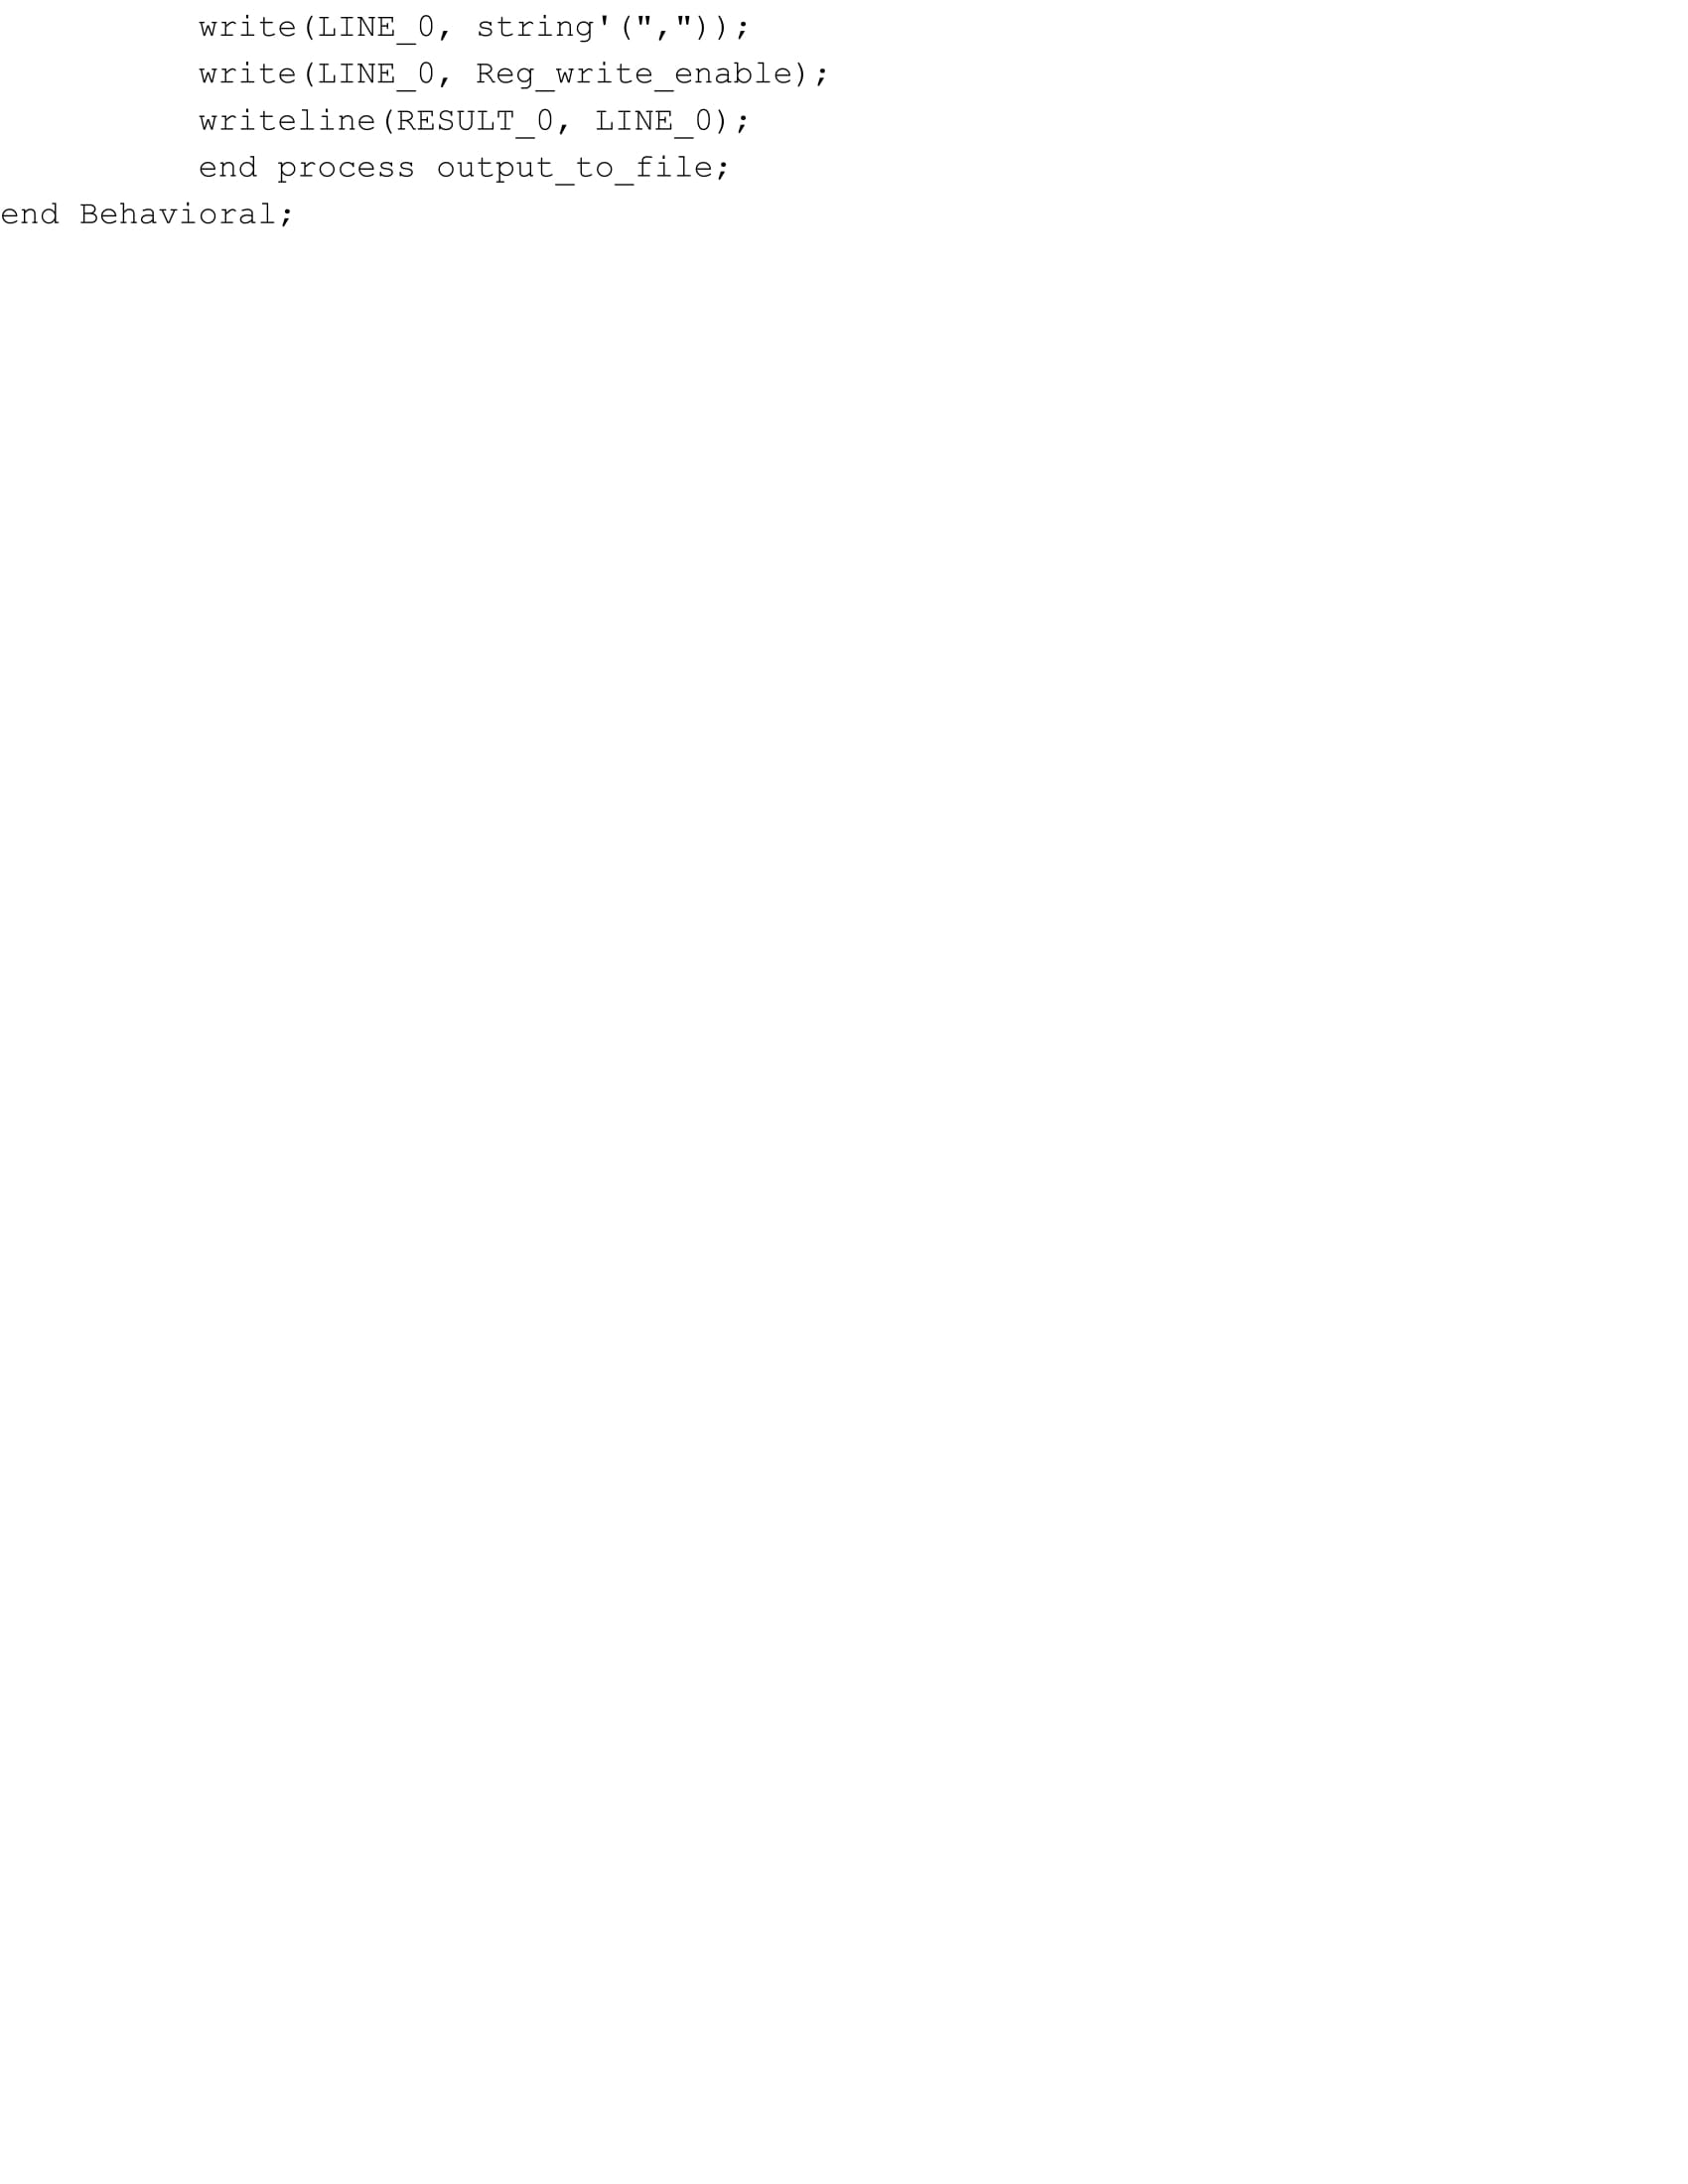 write(LINE_0, string'(","));
write(LINE_0, Reg_write_enable);
writeline(RESULT_0, LINE_0);
end process output_to_file;
end Behavioral;